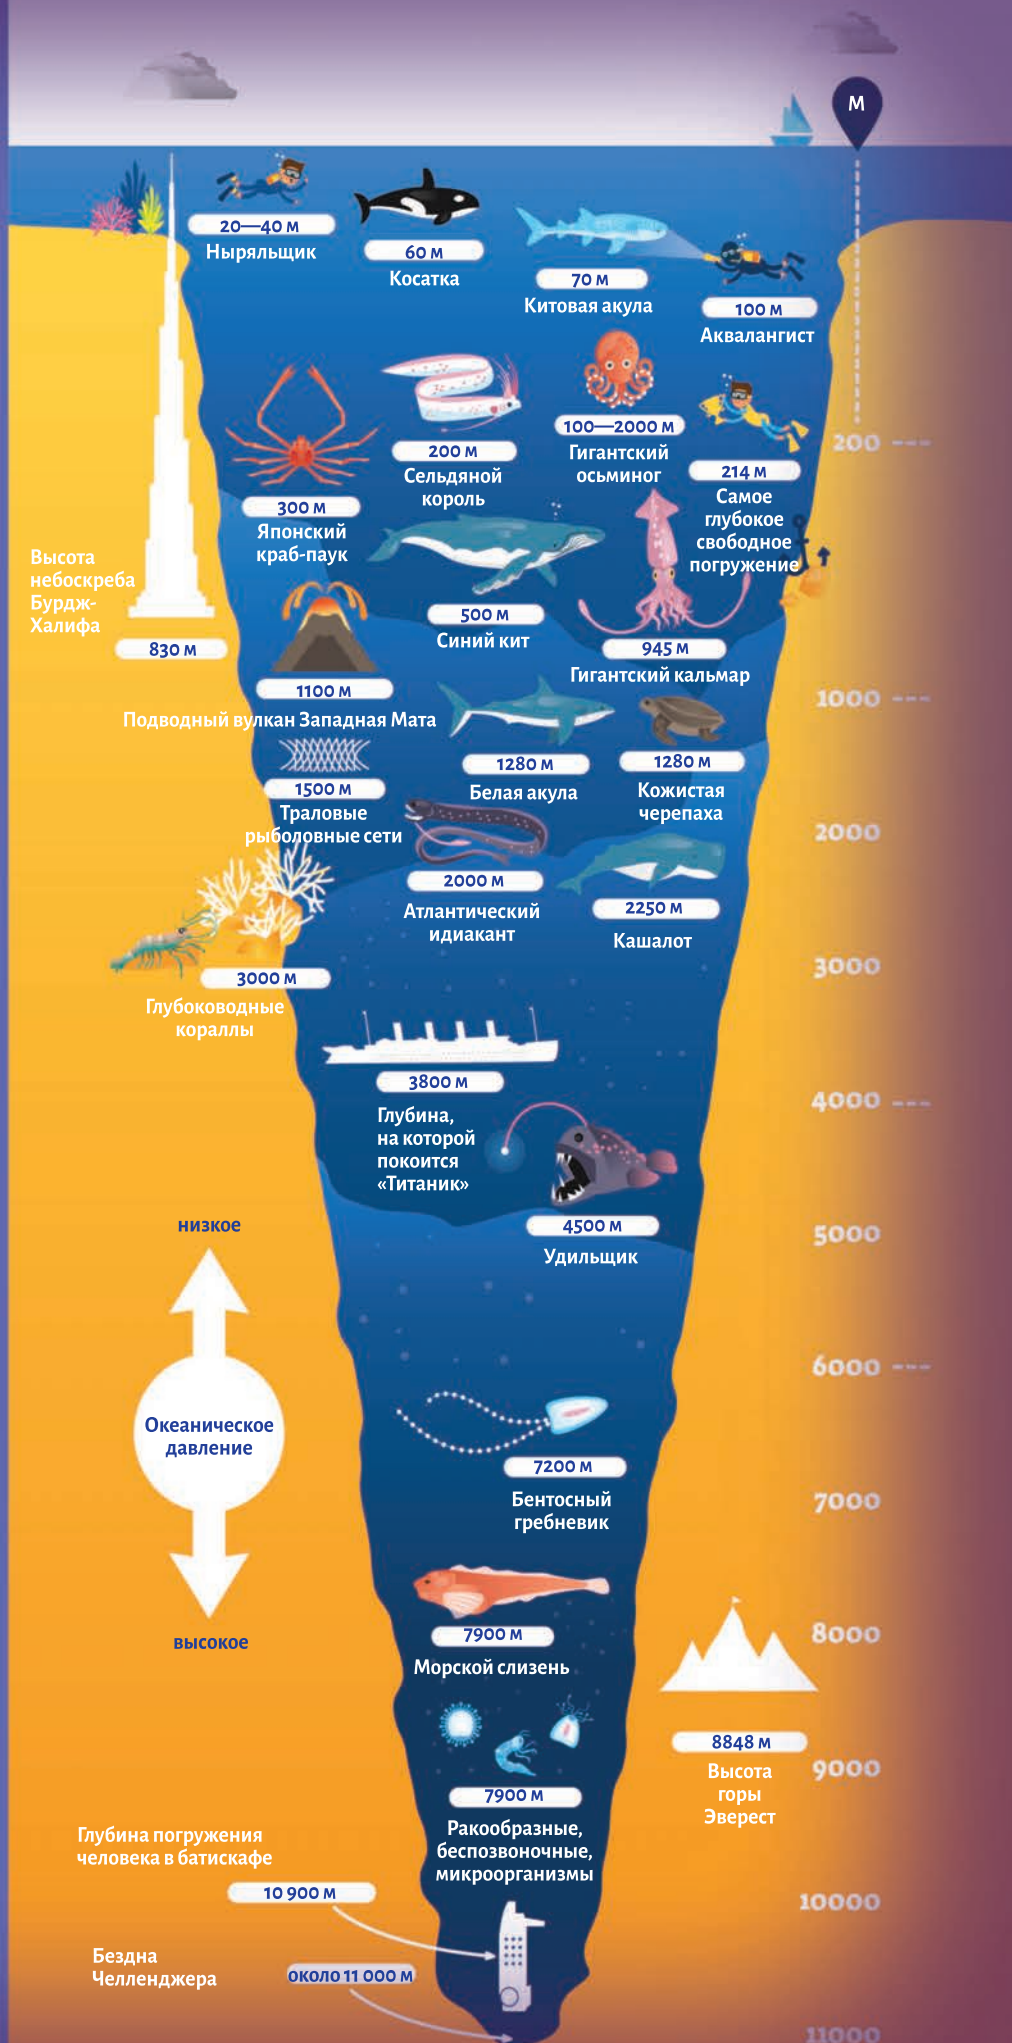 М
20—40 М
Ныряльщик
60 М
Косатка
70 М
Китовая акула
100 М
Аквалангист
200 М
Сельдяной
король
100—2000 М
Гигантский
осьминог
200
214 М
Самое
глубокое
свободное
погружение
300 М
Японский
краб-паук
Высота
небоскреба
Бурдж-
Халифа
830 М
500 М
Синий кит
945 М
Гигантский кальмар
1000
1100 М
Подводный вулкан Западная Мата
1280 М
Белая акула
1280 М
Кожистая
черепаха
1500 М
Траловые
рыболовные сети
2000
2000 М
Атлантический
идиакант
2250 М
Кашалот
3000
3000 М
Глубоководные
кораллы
3800 М
Глубина,
на которой
покоится
«Титаник»
4000
4500 М
Удильщик
5000
низкое
Океаническое
давление
высокое
6000
7200 М
Бентосный
гребневик
7000
7900 М
Морской слизень
8000
8848 М
Высота
горы
Эверест
9000
7900 М
Ракообразные,
беспозвоночные,
микроорганизмы
Глубина погружения
человека в батискафе
10 900 М
10000
Бездна
Челленджера
около 11 000 М
11000